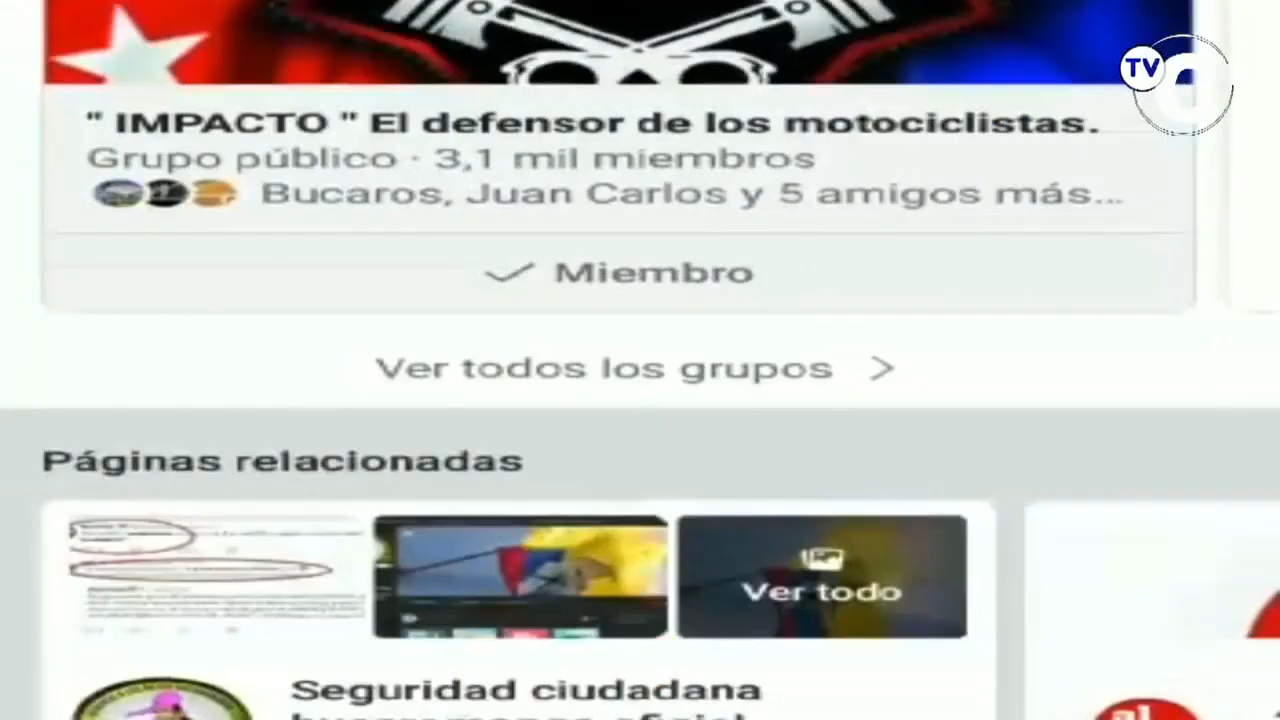 TV
" IMPACTO " El defensor de los motociclistas.
Grupo público · 3,1 mil miembros
Bucaros, Juan Carlos y 5 amigos más...
Miembro
Ver todos los grupos
Páginas relacionadas
Ver todo
Seguridad ciudadana
al